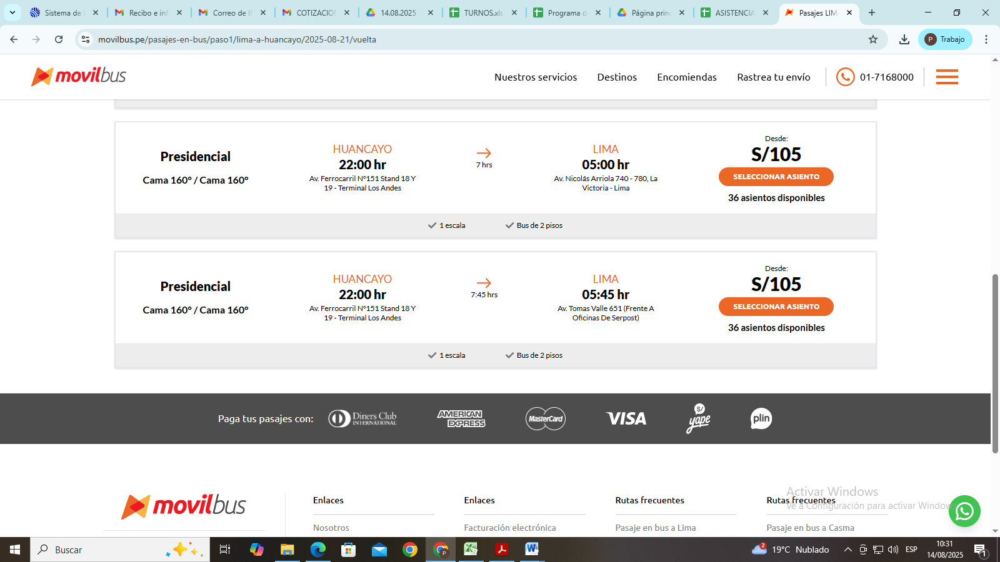 Sistema de
Recibo e inf
Correo de I
COTIZACIO
14.08.2025
TURNOS.xls
Programa d
Página prin
ASISTENCIA
Pasajes LIM
movilbus.pe/pasajes-en-bus/paso1/lima-a-huancayo/2025-08-21/vuelta
P Trabajo
movilbus
Nuestros servicios
Destinos
Encomiendas
Rastrea tu envío
01-7168000
Presidencial
Cama 160° / Cama 160°
HUANCAYO
22:00 hr
Av. Ferrocarril N°151 Stand 18 Y
19 - Terminal Los Andes
7 hrs
LIMA
05:00 hr
Av. Nicolás Arriola 740 - 780, La
Victoria - Lima
Desde:
S/105
SELECCIONAR ASIENTO
36 asientos disponibles
1 escala
Bus de 2 pisos
Presidencial
Cama 160° / Cama 160°
HUANCAYO
22:00 hr
Av. Ferrocarril N°151 Stand 18 Y
19 - Terminal Los Andes
7:45 hrs
LIMA
05:45 hr
Av. Tomas Valle 651 (Frente A
Oficinas De Serpost)
Desde:
S/105
SELECCIONAR ASIENTO
36 asientos disponibles
1 escala
Bus de 2 pisos
Paga tus pasajes con:
Diners Club
INTERNATIONAL
AMERICAN
EXPRESS
MasterCard
VISA
S/
yape
plin
movilbus
Enlaces
Nosotros
Enlaces
Facturación electrónica
Rutas frecuentes
Pasaje en bus a Lima
Rutas frecuentes
Pasaje en bus a Casma
Activar Windows
Ve a Configuración para activar Windows
Buscar
2
19°C Nublado
ESP
10:31
14/08/2025
1